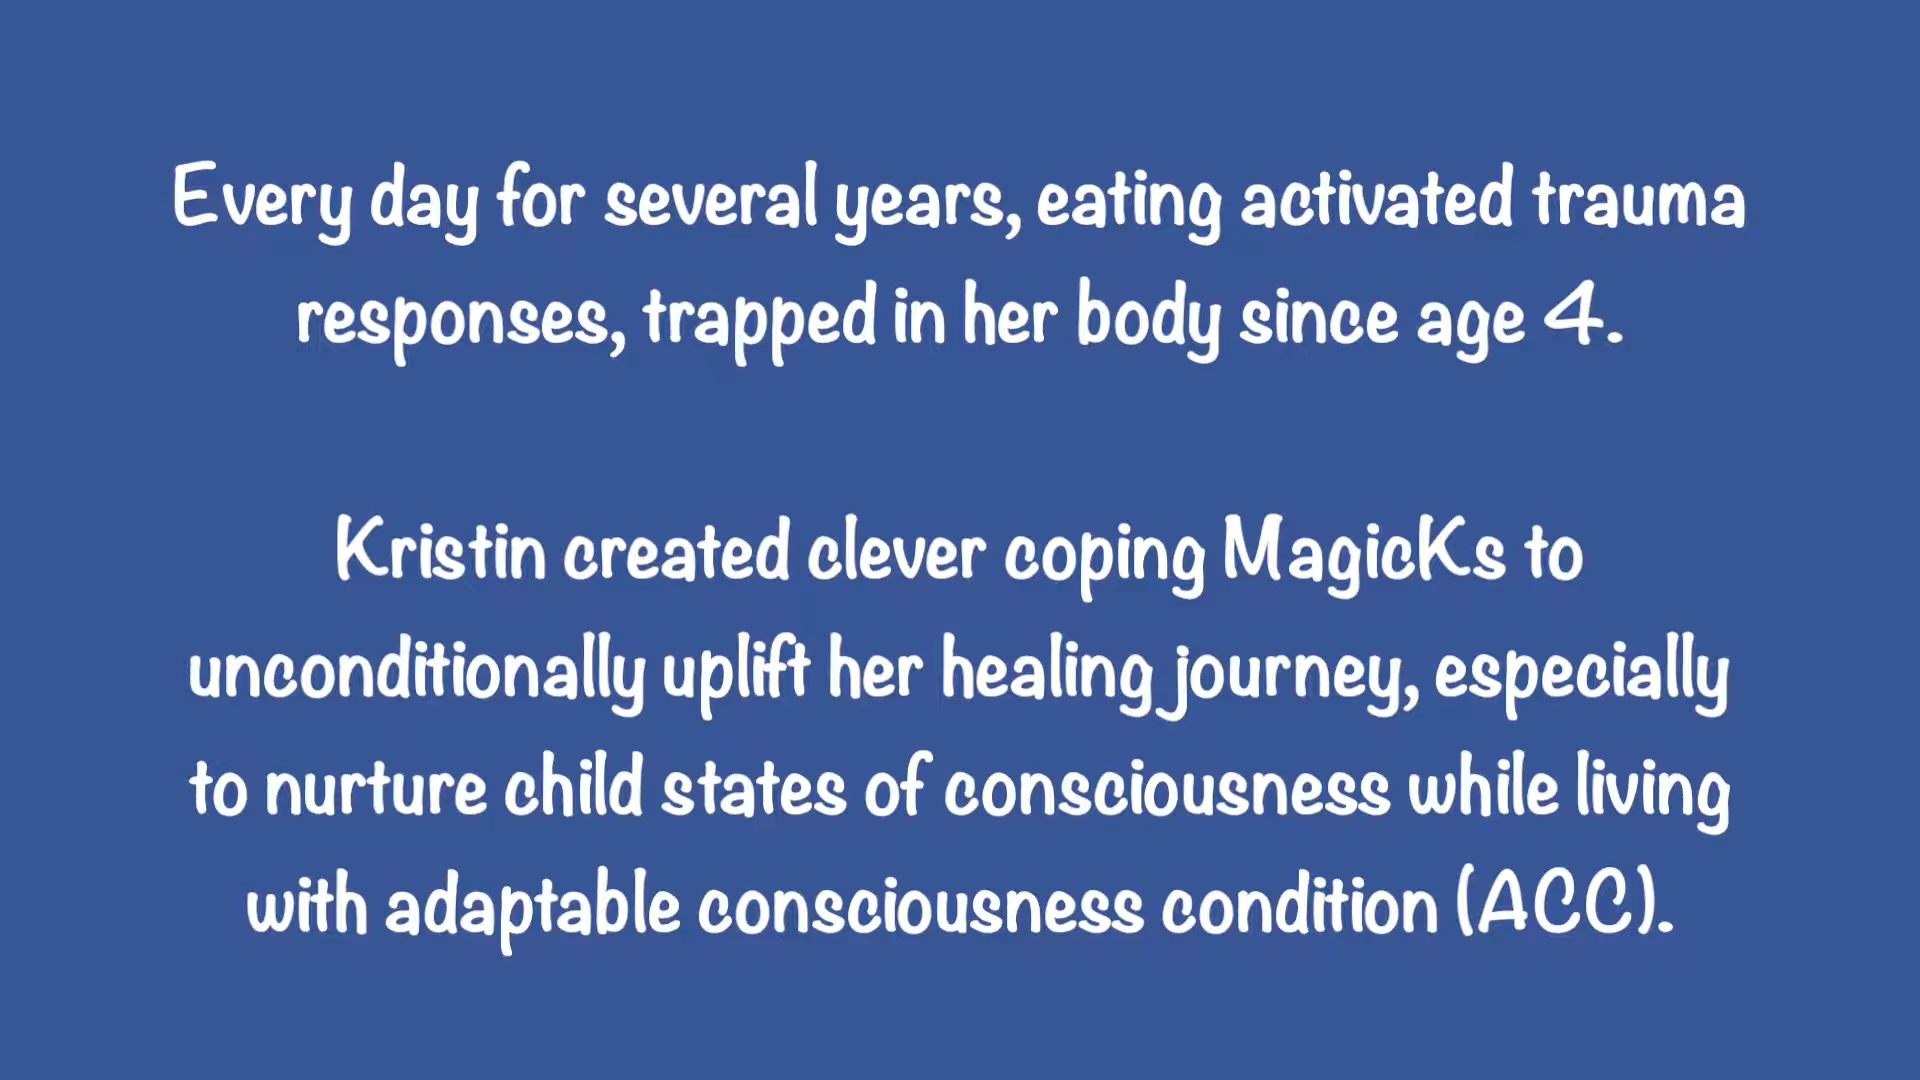 Every day for several years, eating activated trauma
responses, trapped in her body since age 4.
Kristin created clever coping MagicKs to
unconditionally uplift her healing journey, especially
to nurture child states of consciousness while living
with adaptable consciousness condition (ACC).